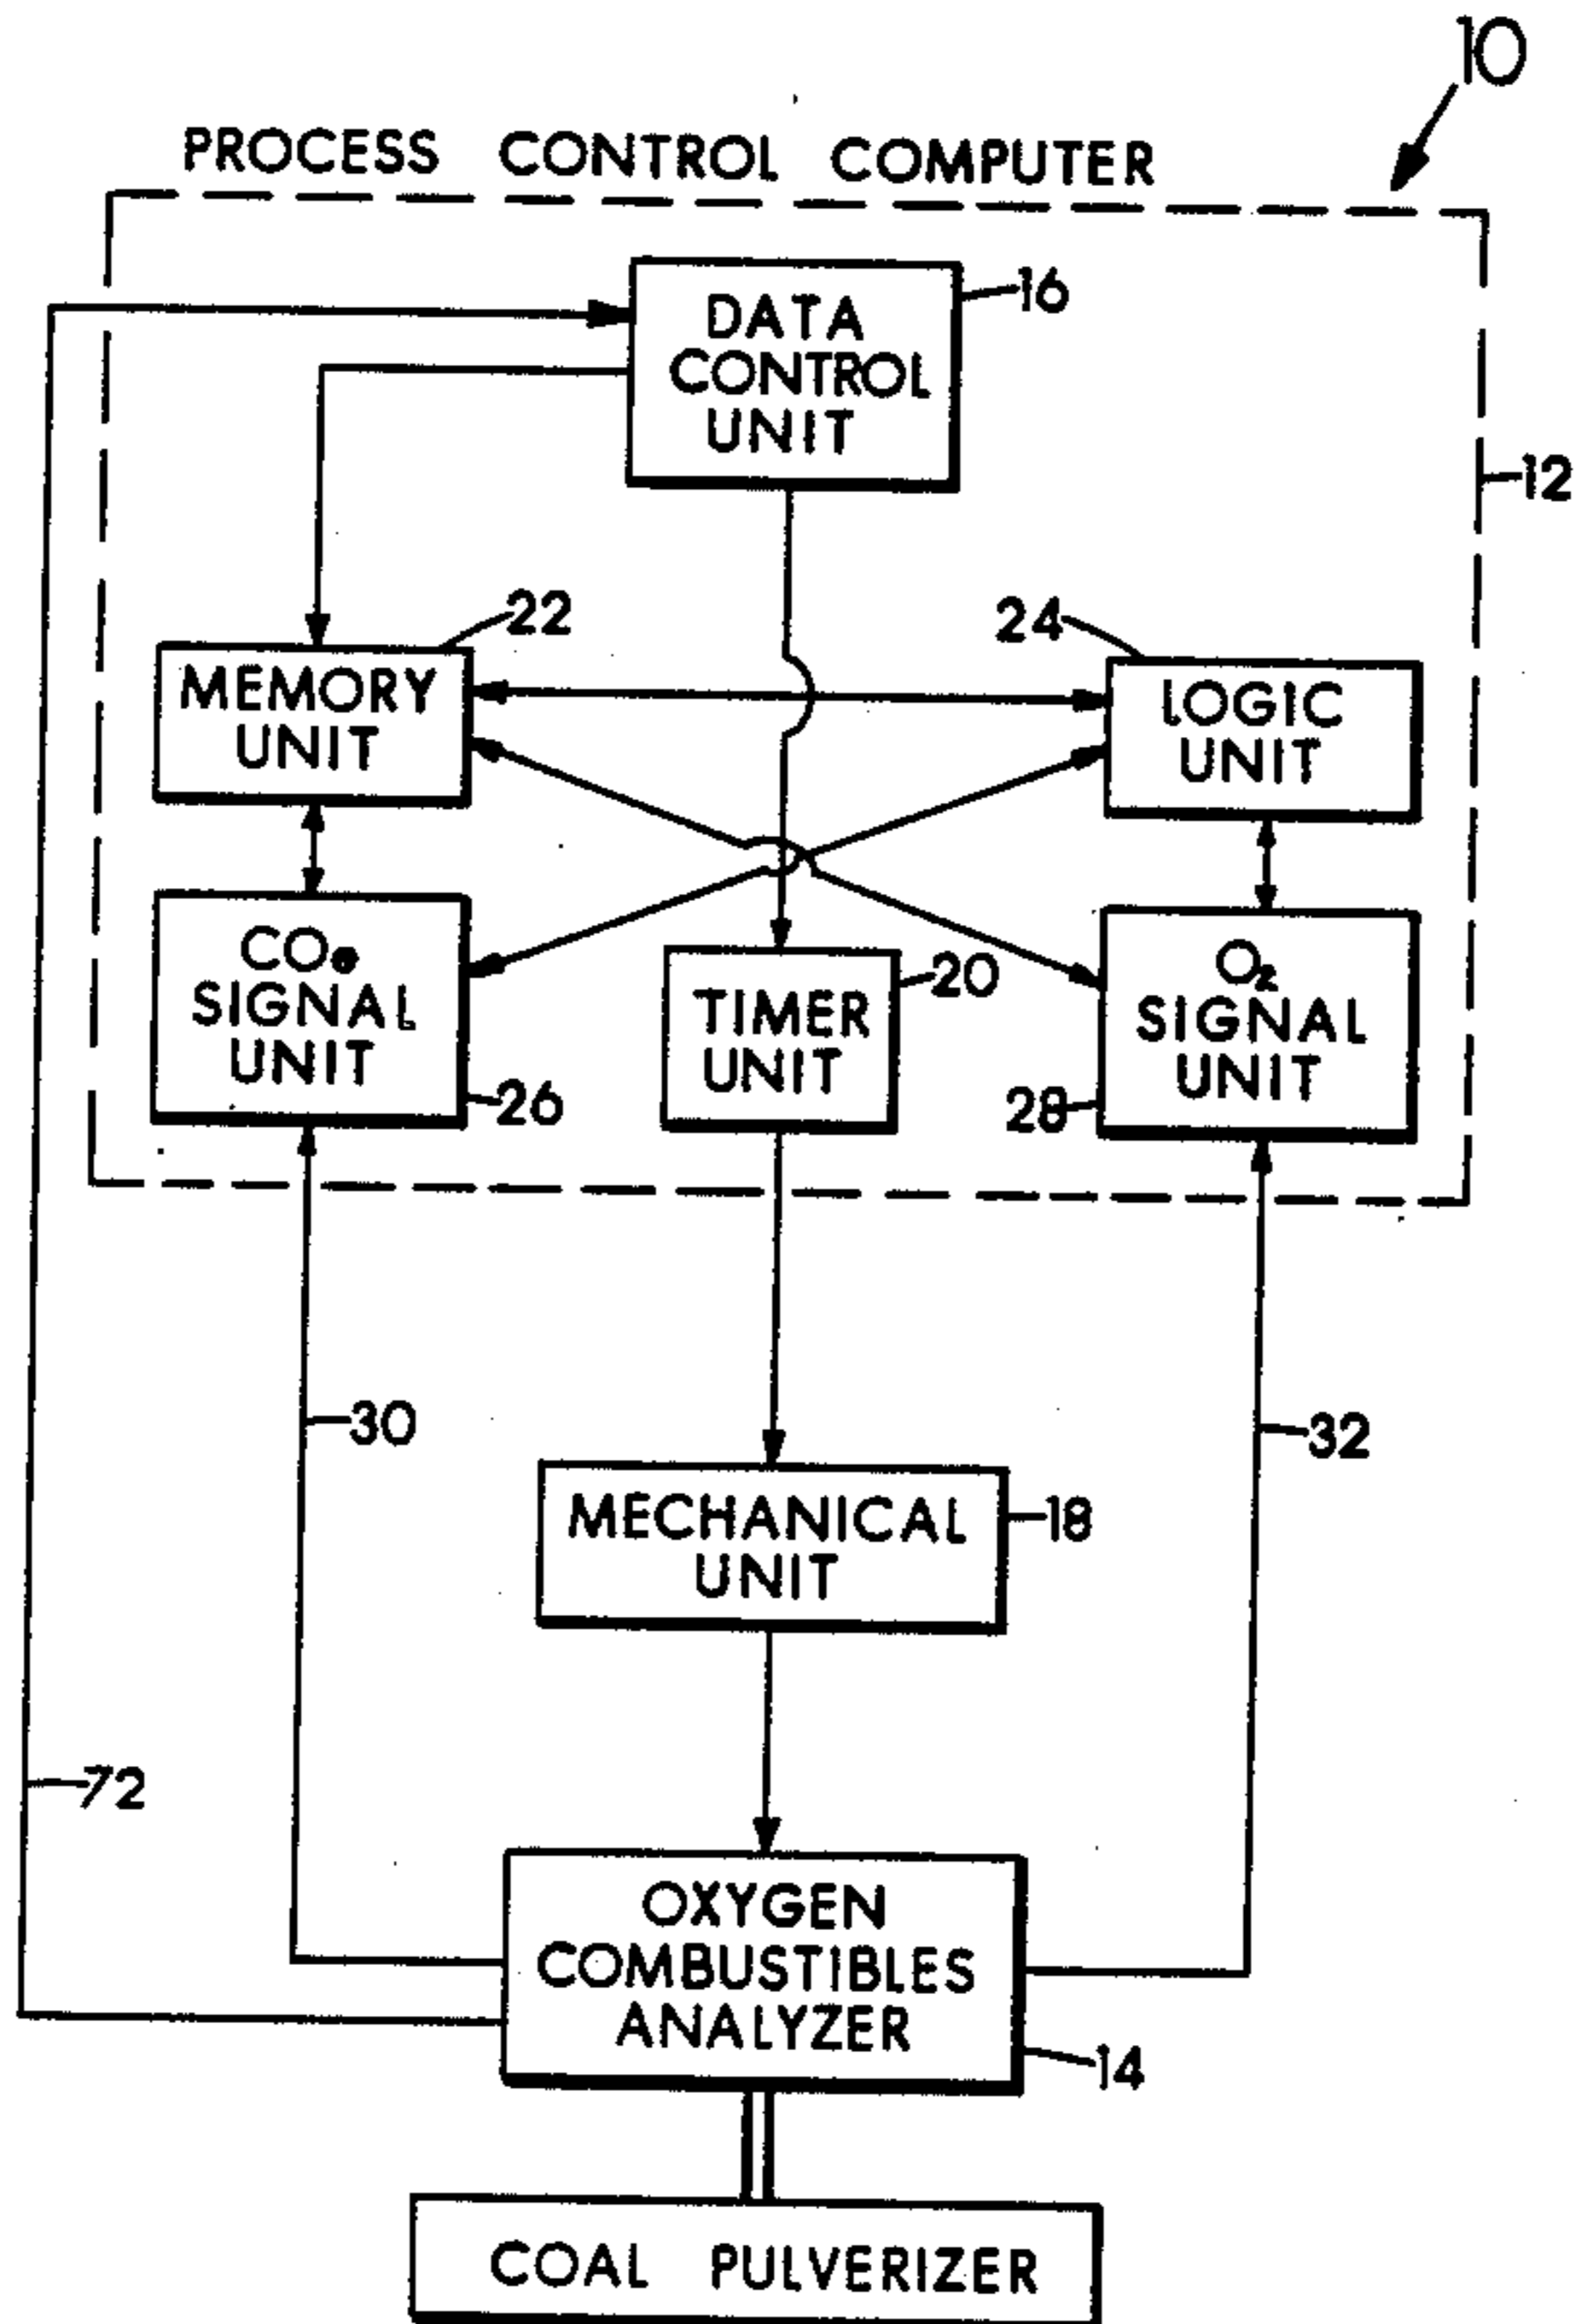 10
PROCESS CONTROL COMPUTER
DATA
CONTROL
UNIT
16
12
22
24
MEMORY
UNIT
LOGIC
UNIT
COe
SIGNAL
UNIT
26
TIMER
UNIT
20
O₂
SIGNAL
UNIT
28
30
32
MECHANICAL
UNIT
18
72
OXYGEN
COMBUSTIBLES
ANALYZER
14
COAL PULVERIZER